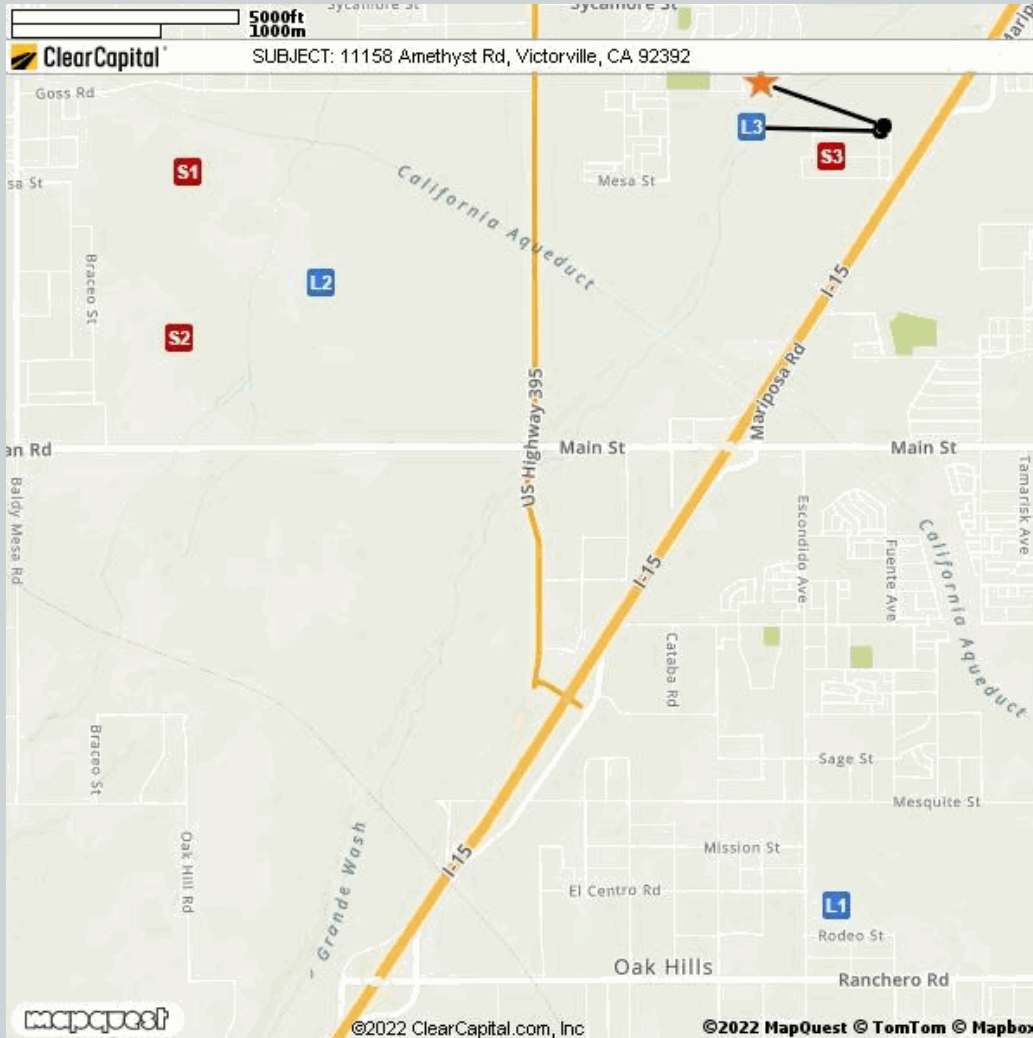 5000ft
1000m
Sycamore St
Sycamore St
ClearCapital
SUBJECT: 11158 Amethyst Rd, Victorville, CA 92392
Goss Rd
L3
S3
S1
sa St
Mesa St
California Aqueduct
Braceo St
L2
I-15
S2
US Highway 395
Mariposa Rd
an Rd
Main St
Main St
Baldy Mesa Rd
Tamarisk Ave
Escondido Ave
Fuente Ave
California Aqueduct
I-15
Cataba Rd
Braceo St
Sage St
Mesquite St
Oak Hill Rd
Grande Wash
I-15
Mission St
El Centro Rd
L1
Rodeo St
Oak Hills
Ranchero Rd
mapquest
©2022 ClearCapital.com, Inc
©2022 MapQuest © TomTom © Mapbox